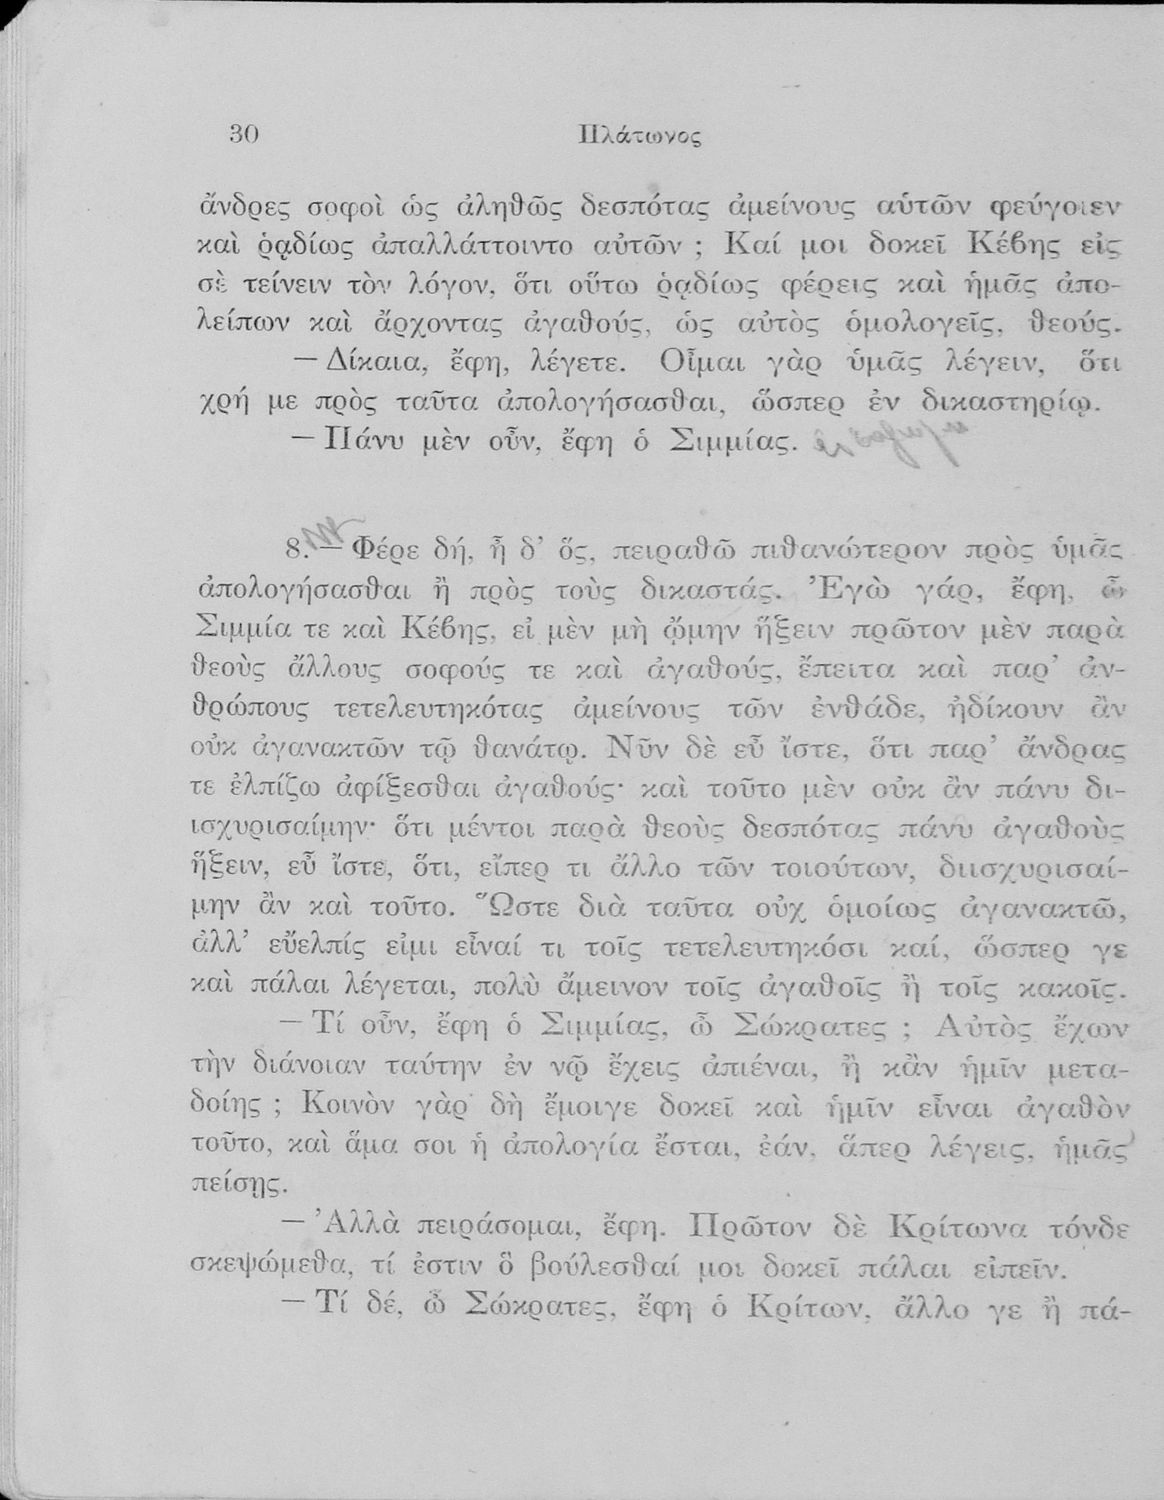 30 Πλάτωνος
ἄνδρες σοφοὶ ὡς ἀληθῶς δεσπότας ἀμείνους αὑτῶν φεύγοιεν
καὶ ῥᾳδίως ἀπαλλάττοιντο αὐτῶν ; Καί μοι δοκεῖ Κέϐης εἰς
σὲ τείνειν τὸν λόγον, ὅτι οὕτω ῥᾳδίως φέρεις καὶ ἡμᾶς ἀπο-
λείπων καὶ ἄρχοντας ἀγαθούς, ὡς αὐτὸς ὁμολογεῖς, θεούς.
— Δίκαια, ἔφη, λέγετε. Οἶμαι γὰρ ὑμᾶς λέγειν, ὅτι
χρή με πρὸς ταῦτα ἀπολογήσασθαι, ὥσπερ ἐν δικαστηρίῳ.
— Πάνυ μὲν οὖν, ἔφη ὁ Σιμμίας.
8. — Φέρε δή, ἦ δ’ ὅς, πειραθῶ πιθανώτερον πρὸς ὑμᾶς
ἀπολογήσασθαι ἢ πρὸς τοὺς δικαστάς. Ἐγὼ γάρ, ἔφη, ὦ
Σιμμία τε καὶ Κέϐης, εἰ μὲν μὴ ᾤμην ἥξειν πρῶτον μὲν παρὰ
θεοὺς ἄλλους σοφούς τε καὶ ἀγαθούς, ἔπειτα καὶ παρ’ ἀν-
θρώπους τετελευτηκότας ἀμείνους τῶν ἐνθάδε, ἠδίκουν ἂν
οὐκ ἀγανακτῶν τῷ θανάτῳ. Νῦν δὲ εὖ ἴστε, ὅτι παρ’ ἄνδρας
τε ἐλπίζω ἀφίξεσθαι ἀγαθούς· καὶ τοῦτο μὲν οὐκ ἂν πάνυ δι-
ισχυρισαίμην· ὅτι μέντοι παρὰ θεοὺς δεσπότας πάνυ ἀγαθοὺς
ἥξειν, εὖ ἴστε, ὅτι, εἴπερ τι ἄλλο τῶν τοιούτων, διισχυρισαί-
μην ἂν καὶ τοῦτο. Ὥστε διὰ ταῦτα οὐχ ὁμοίως ἀγανακτῶ,
ἀλλ’ εὔελπίς εἰμι εἶναί τι τοῖς τετελευτηκόσι καί, ὥσπερ γε
καὶ πάλαι λέγεται, πολὺ ἄμεινον τοῖς ἀγαθοῖς ἢ τοῖς κακοῖς.
— Τί οὖν, ἔφη ὁ Σιμμίας, ὦ Σώκρατες ; Αὐτὸς ἔχων
τὴν διάνοιαν ταύτην ἐν νῷ ἔχεις ἀπιέναι, ἢ κἂν ἡμῖν μετα-
δοίης ; Κοινὸν γὰρ δὴ ἔμοιγε δοκεῖ καὶ ἡμῖν εἶναι ἀγαθὸν
τοῦτο, καὶ ἅμα σοι ἡ ἀπολογία ἔσται, ἐάν, ἅπερ λέγεις, ἡμᾶς
πείσῃς.
— Ἀλλὰ πειράσομαι, ἔφη. Πρῶτον δὲ Κρίτωνα τόνδε
σκεψώμεθα, τί ἐστιν ὃ βούλεσθαί μοι δοκεῖ πάλαι εἰπεῖν.
— Τί δέ, ὦ Σώκρατες, ἔφη ὁ Κρίτων, ἄλλο γε ἢ πά-